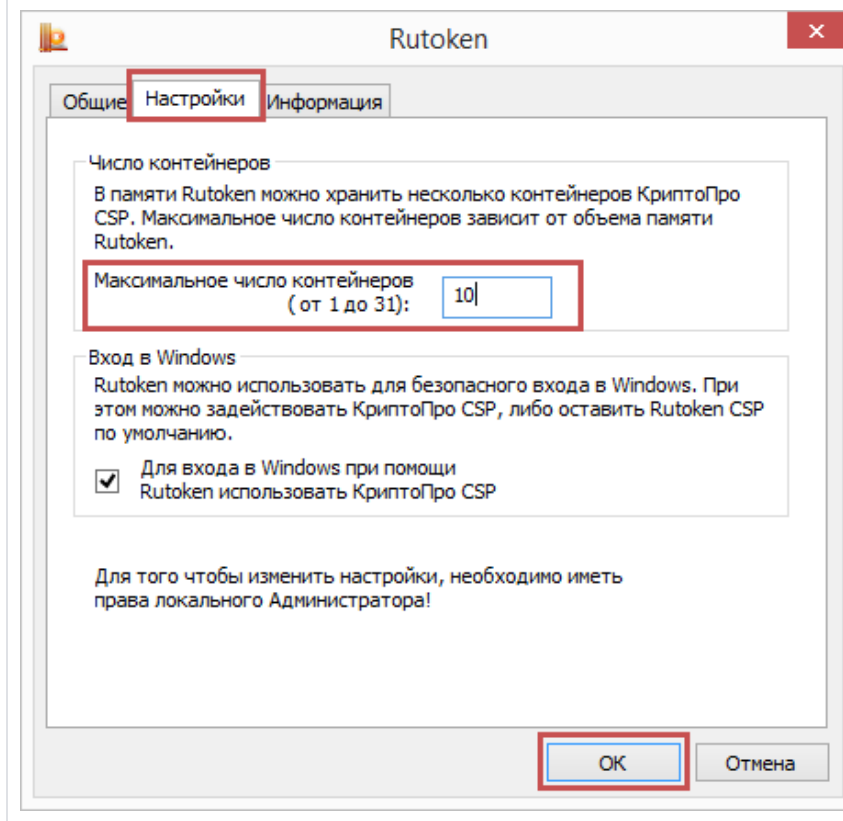 Rutoken
Общие Настройки Информация
Число контейнеров
В памяти Rutoken можно хранить несколько контейнеров КриптоПро
CSP. Максимальное число контейнеров зависит от объема памяти
Rutoken.
Максимальное число контейнеров
( от 1 до 31): 10
Вход в Windows
Rutoken можно использовать для безопасного входа в Windows. При
этом можно задействовать КриптоПро CSP, либо оставить Rutoken CSP
по умолчанию.
Для входа в Windows при помощи
Rutoken использовать КриптоПро CSP
Для того чтобы изменить настройки, необходимо иметь
права локального Администратора!
ОК Отмена